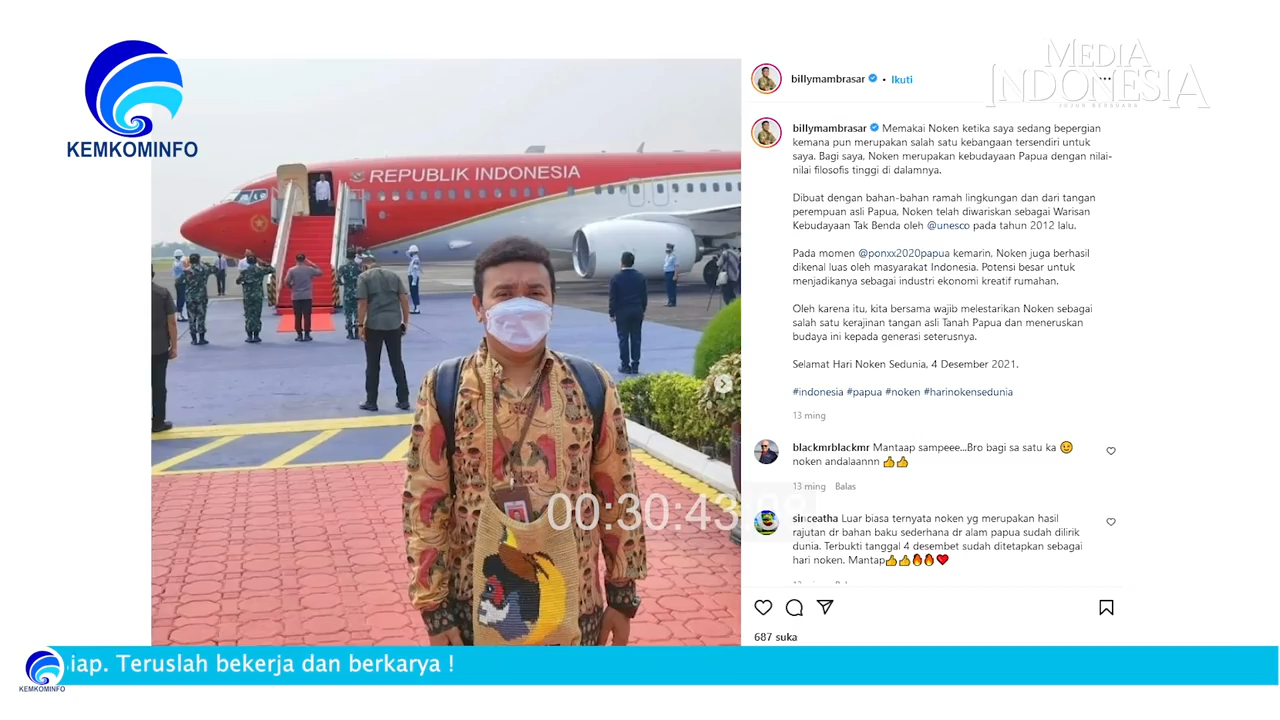 KEMKOMINFO
MEDIA
INDONESIA
JUJUR BERSUARA
REPUBLIK INDONESIA
billymambrasar • Ikuti
billymambrasar Memakai Noken ketika saya sedang bepergian
kemana pun merupakan salah satu kebangaan tersendiri untuk
saya. Bagi saya, Noken merupakan kebudayaan Papua dengan nilai-
nilai filosofis tinggi di dalamnya.
Dibuat dengan bahan-bahan ramah lingkungan dan dari tangan
perempuan asli Papua, Noken telah diwariskan sebagai Warisan
Kebudayaan Tak Benda oleh @unesco pada tahun 2012 lalu.
Pada momen @ponxx2020papua kemarin, Noken juga berhasil
dikenal luas oleh masyarakat Indonesia. Potensi besar untuk
menjadikanya sebagai industri ekonomi kreatif rumahan.
Oleh karena itu, kita bersama wajib melestarikan Noken sebagai
salah satu kerajinan tangan asli Tanah Papua dan meneruskan
budaya ini kepada generasi seterusnya.
Selamat Hari Noken Sedunia, 4 Desember 2021.
#indonesia #papua #noken #harinokensedunia
13 ming
blackmrblackmr Mantaap sampeee...Bro bagi sa satu ka 😉
noken andalaannn 👍👍
13 ming Balas
sinceatha Luar biasa ternyata noken yg merupakan hasil
rajutan dr bahan baku sederhana dr alam papua sudah dilirik
dunia. Terbukti tanggal 4 desembet sudah ditetapkan sebagai
hari noken. Mantap👍👍🔥🔥❤️
00:30:43
687 suka
iap. Teruslah bekerja dan berkarya !
KEMKOMINFO